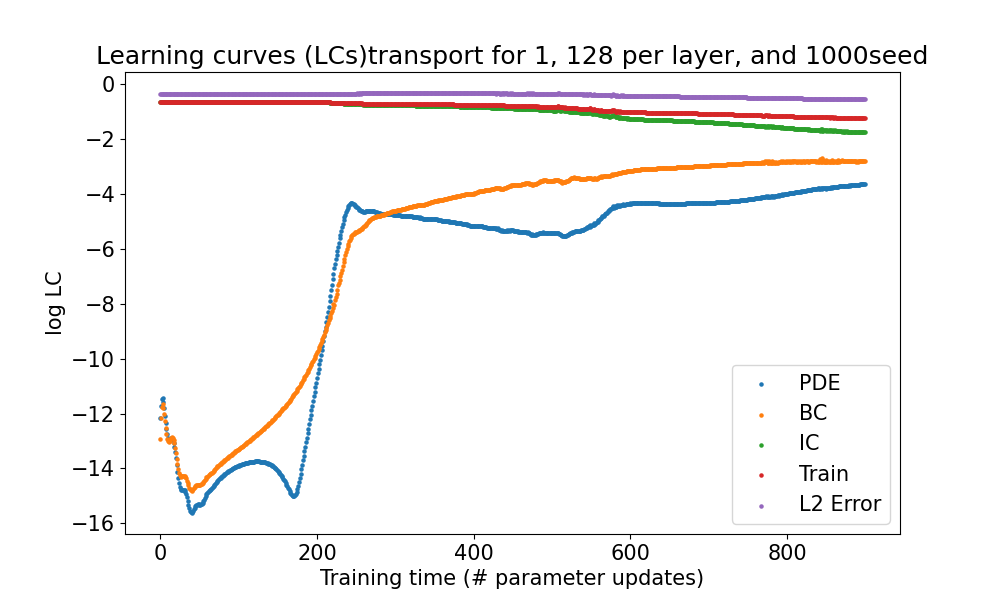 Learning curves (LCs)transport for 1, 128 per layer, and 1000seed
log LC
0
−2
−4
−6
−8
−10
−12
−14
−16
PDE
BC
IC
Train
L2 Error
0 200 400 600 800
Training time (# parameter updates)